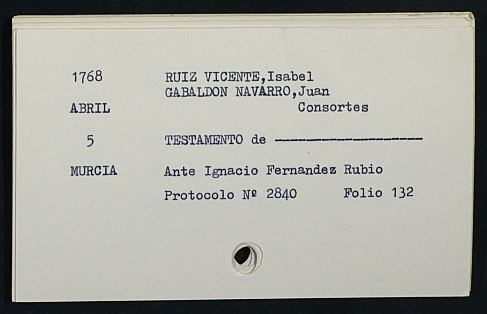 1768 RUIZ VICENTE,Isabel
GABALDON NAVARRO,Juan
ABRIL Consortes
5 TESTAMENTO de -------------------
MURCIA Ante Ignacio Fernandez Rubio
Protocolo Nº 2840 Folio 132